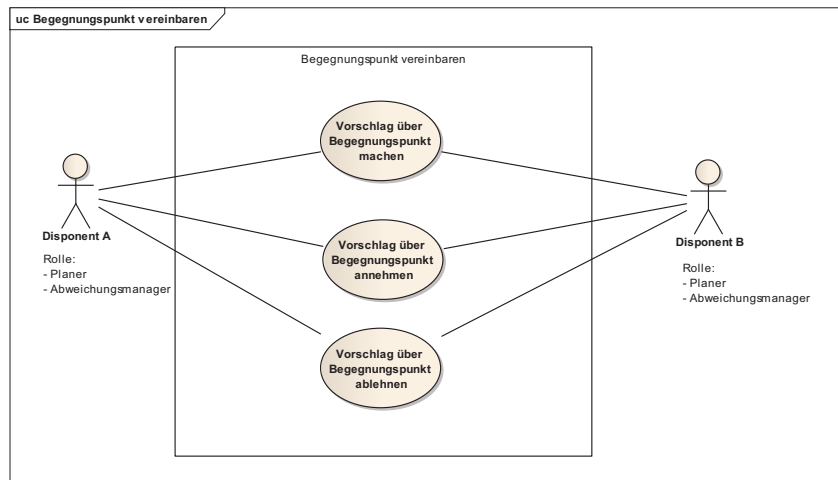 uc Begegnungspunkt vereinbaren
Begegnungspunkt vereinbaren
Vorschlag über
Begegnungspunkt
machen
Disponent A
Rolle:
- Planer
- Abweichungsmanager
Vorschlag über
Begegnungspunkt
annehmen
Disponent B
Rolle:
- Planer
- Abweichungsmanager
Vorschlag über
Begegnungspunkt
ablehnen